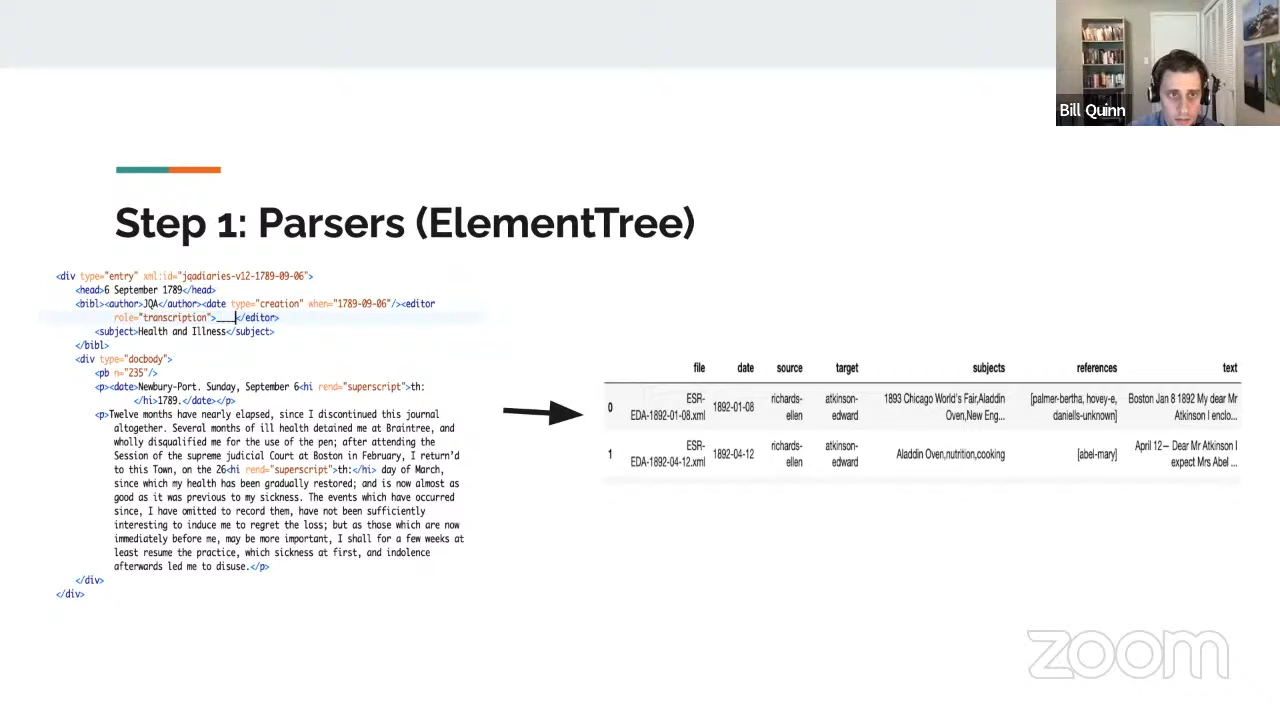 Bill Quinn
Step 1: Parsers (ElementTree)
<div type="entry" xml:id="jqadiaries-v12-1789-09-06">
<head>6 September 1789</head>
<bibl><author>JQA</author><date type="creation" when="1789-09-06"/><editor
role="transcription">____</editor>
<subject>Health and Illness</subject>
</bibl>
<div type="docbody">
<pb n="235"/>
<p><date>Newbury-Port. Sunday, September 6<hi rend="superscript">th:
</hi>1789.</date></p>
<p>Twelve months have nearly elapsed, since I discontinued this journal
altogether. Several months of ill health detained me at Braintree, and
wholly disqualified me for the use of the pen; after attending the
Session of the supreme judicial Court at Boston in February, I return'd
to this Town, on the 26<hi rend="superscript">th:</hi> day of March,
since which my health has been gradually restored; and is now almost as
good as it was previous to my sickness. The events which have occurred
since, I have omitted to record them, have not been sufficiently
interesting to induce me to regret the loss; but as those which are now
immediately before me, may be more important, I shall for a few weeks at
least resume the practice, which sickness at first, and indolence
afterwards led me to disuse.</p>
</div>
</div>
file date source target subjects references text
0 ESR- 1892-01-08 richards- atkinson- 1893 Chicago World's Fair,Aladdin [palmer-bertha, hovey-e, Boston Jan 8 1892 My dear Mr
EDA-1892-01-08.xml ellen edward Oven,New Eng... daniells-unknown] Atkinson I enclo...
1 ESR- 1892-04-12 richards- atkinson- Aladdin Oven,nutrition,cooking [abel-mary] April 12— Dear Mr Atkinson I
EDA-1892-04-12.xml ellen edward expect Mrs Abel ...
zoom